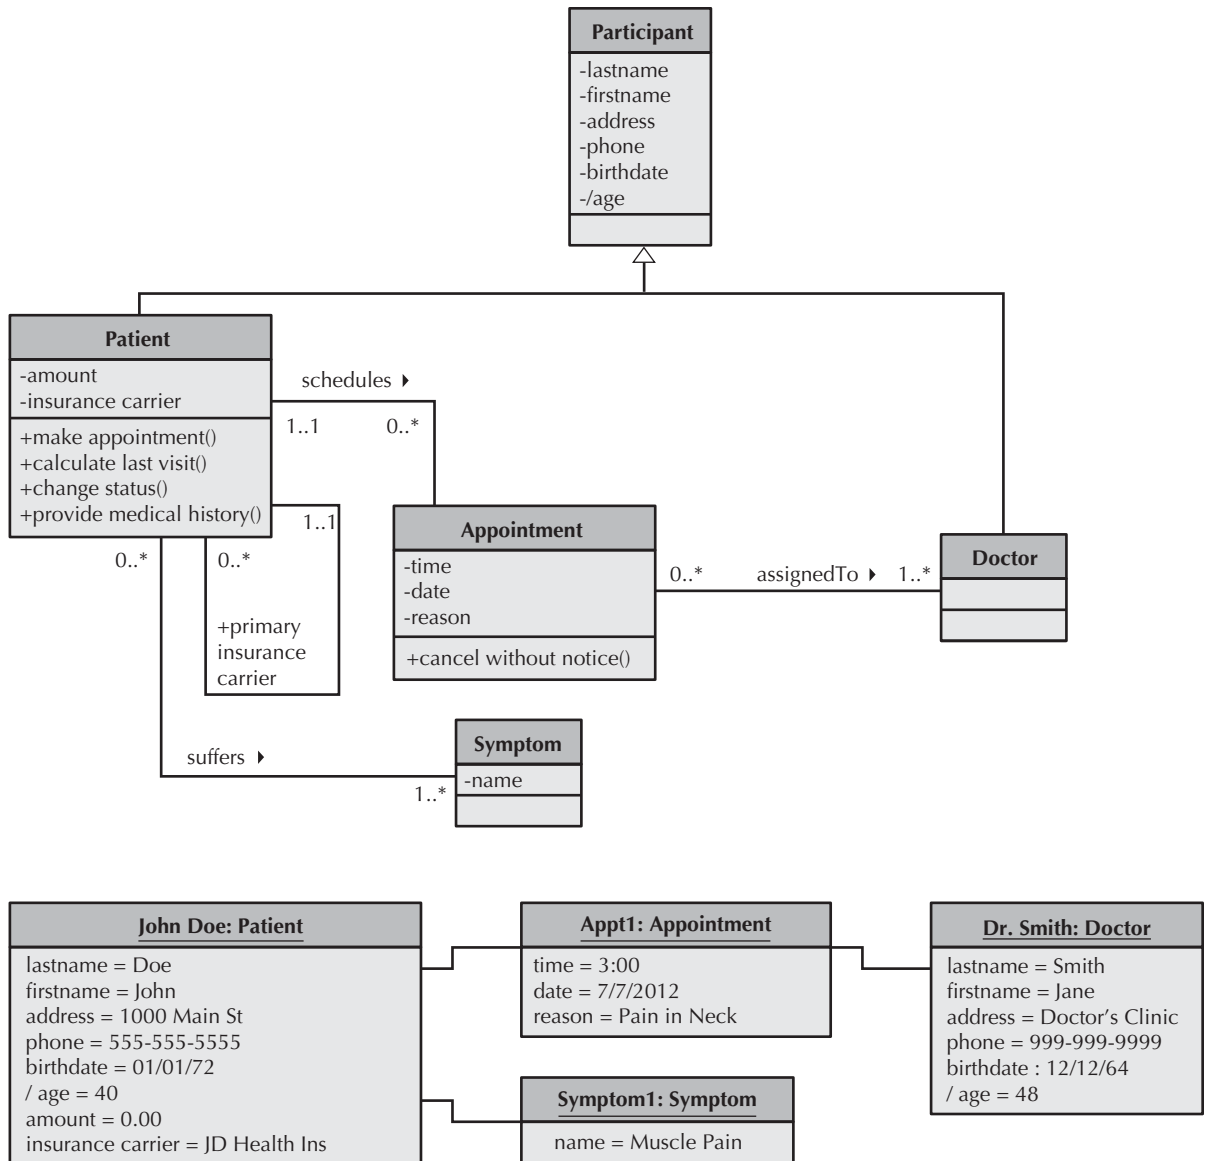 Participant
-lastname
-firstname
-address
-phone
-birthdate
-/age
Patient
-amount
-insurance carrier
+make appointment()
+calculate last visit()
+change status()
+provide medical history()
schedules
1..1
0..*
1..1
0..*
0..*
+primary
insurance
carrier
Appointment
-time
-date
-reason
+cancel without notice()
0..*
assignedTo
1..*
Doctor
suffers
1..*
Symptom
-name
John Doe: Patient
lastname = Doe
firstname = John
address = 1000 Main St
phone = 555-555-5555
birthdate = 01/01/72
/ age = 40
amount = 0.00
insurance carrier = JD Health Ins
Appt1: Appointment
time = 3:00
date = 7/7/2012
reason = Pain in Neck
Symptom1: Symptom
name = Muscle Pain
Dr. Smith: Doctor
lastname = Smith
firstname = Jane
address = Doctor's Clinic
phone = 999-999-9999
birthdate : 12/12/64
/ age = 48